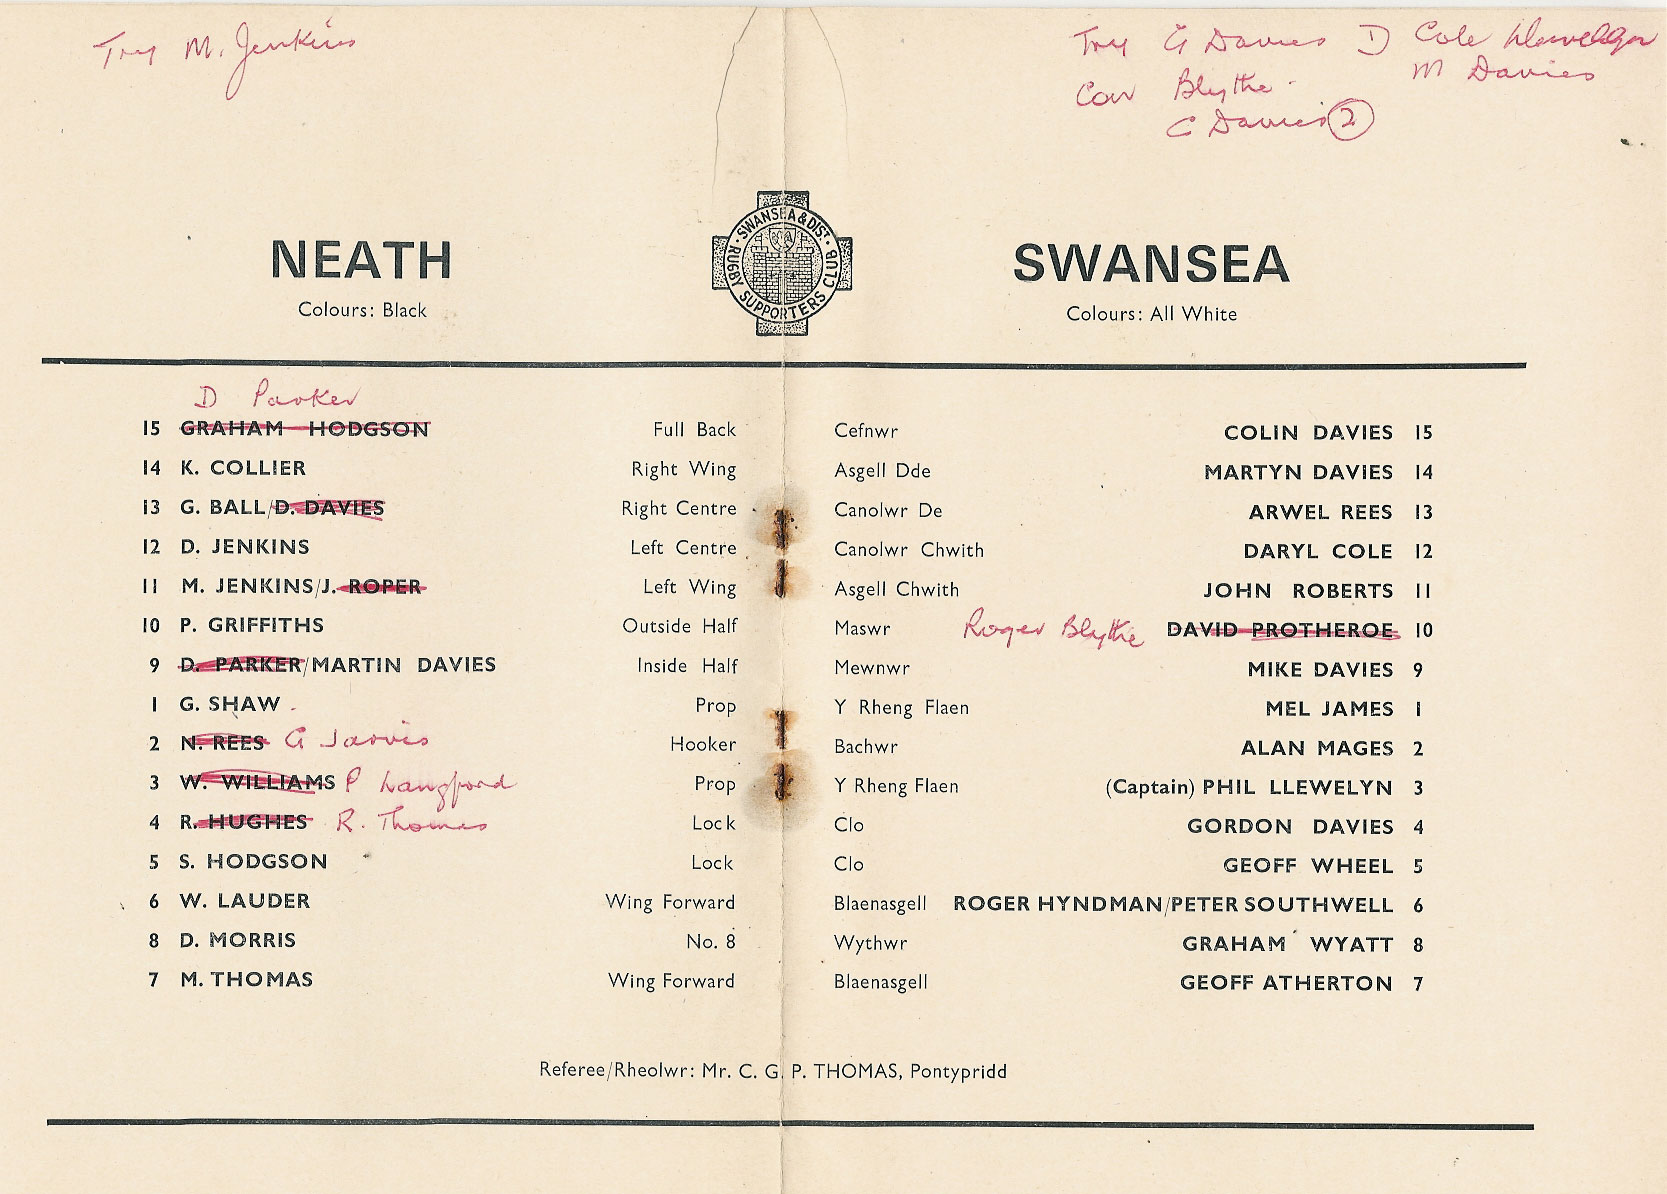 Try M. Jenkins
Try G Davies D Cole Llewellyn
M Davies
Con Blythe
C Davies 2
SWANSEA & DIST. RUGBY SUPPORTERS CLUB
NEATH
Colours: Black
SWANSEA
Colours: All White
D Parker
15 GRAHAM HODGSON Full Back Cefnwr COLIN DAVIES 15
14 K. COLLIER Right Wing Asgell Dde MARTYN DAVIES 14
13 G. BALL/D. DAVIES Right Centre Canolwr De ARWEL REES 13
12 D. JENKINS Left Centre Canolwr Chwith DARYL COLE 12
11 M. JENKINS/J. ROPER Left Wing Asgell Chwith JOHN ROBERTS 11
10 P. GRIFFITHS Outside Half Maswr Roger Blythe DAVID PROTHEROE 10
9 D. PARKER/MARTIN DAVIES Inside Half Mewnwr MIKE DAVIES 9
1 G. SHAW Prop Y Rheng Flaen MEL JAMES 1
2 N. REES G Jarvis Hooker Bachwr ALAN MAGES 2
3 W. WILLIAMS P Langford Prop Y Rheng Flaen (Captain) PHIL LLEWELYN 3
4 R. HUGHES R. Thomas Lock Clo GORDON DAVIES 4
5 S. HODGSON Lock Clo GEOFF WHEEL 5
6 W. LAUDER Wing Forward Blaenasgell ROGER HYNDMAN/PETER SOUTHWELL 6
8 D. MORRIS No. 8 Wythwr GRAHAM WYATT 8
7 M. THOMAS Wing Forward Blaenasgell GEOFF ATHERTON 7
Referee/Rheolwr: Mr. C. G. P. THOMAS, Pontypridd